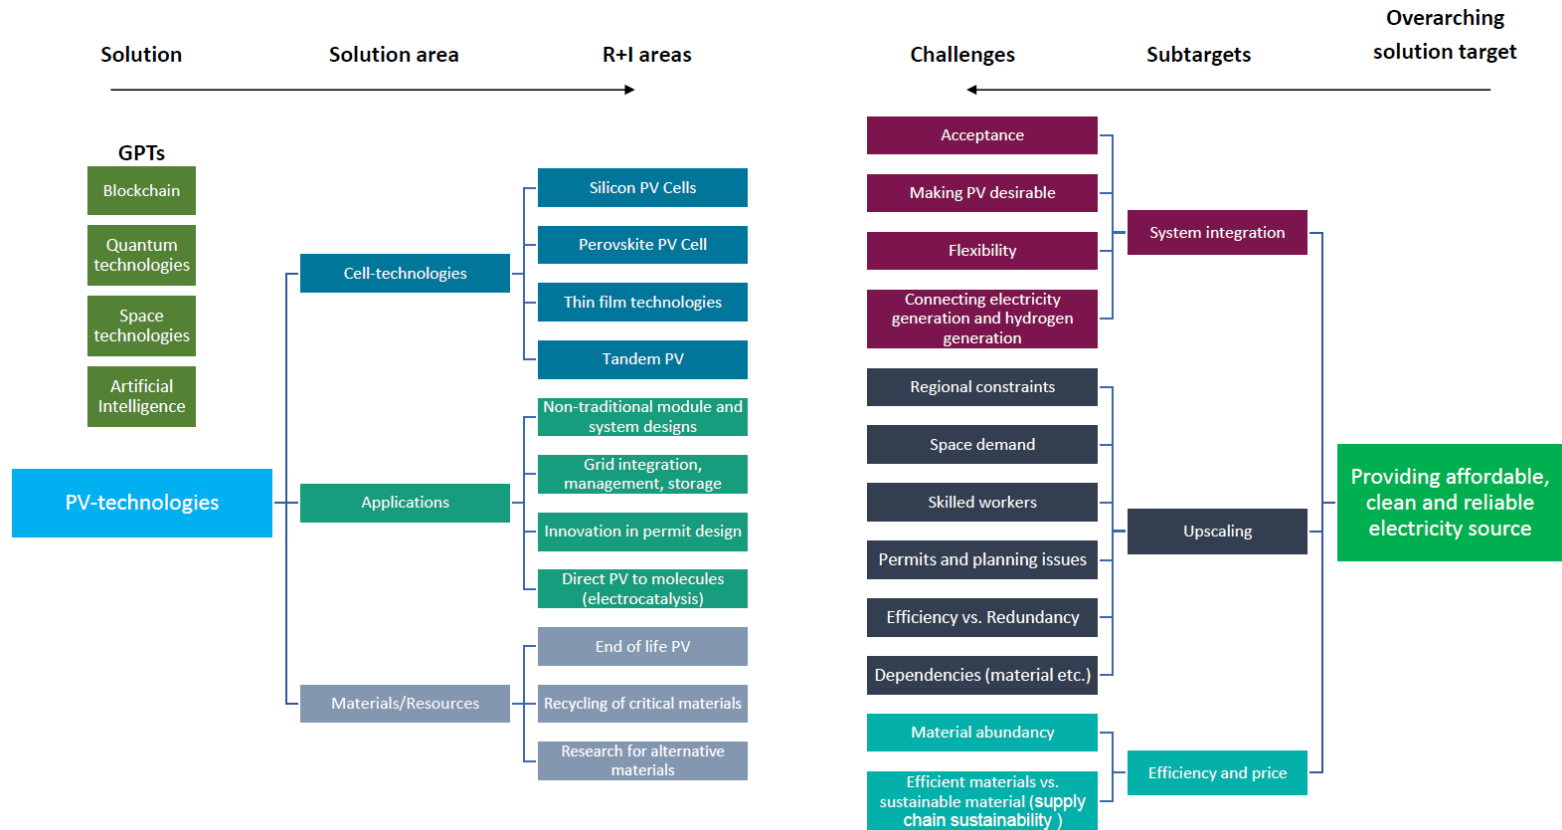 Solution
Solution area
R+I areas
Challenges
Subtargets
Overarching
solution target
GPTs
Blockchain
Quantum
technologies
Space
technologies
Artificial
Intelligence
PV-technologies
Cell-technologies
Applications
Materials/Resources
Silicon PV Cells
Perovskite PV Cell
Thin film technologies
Tandem PV
Non-traditional module and
system designs
Grid integration,
management, storage
Innovation in permit design
Direct PV to molecules
(electrocatalysis)
End of life PV
Recycling of critical materials
Research for alternative
materials
Acceptance
Making PV desirable
Flexibility
Connecting electricity
generation and hydrogen
generation
Regional constraints
Space demand
Skilled workers
Permits and planning issues
Efficiency vs. Redundancy
Dependencies (material etc.)
Material abundancy
Efficient materials vs.
sustainable material (supply
chain sustainability )
System integration
Upscaling
Efficiency and price
Providing affordable,
clean and reliable
electricity source